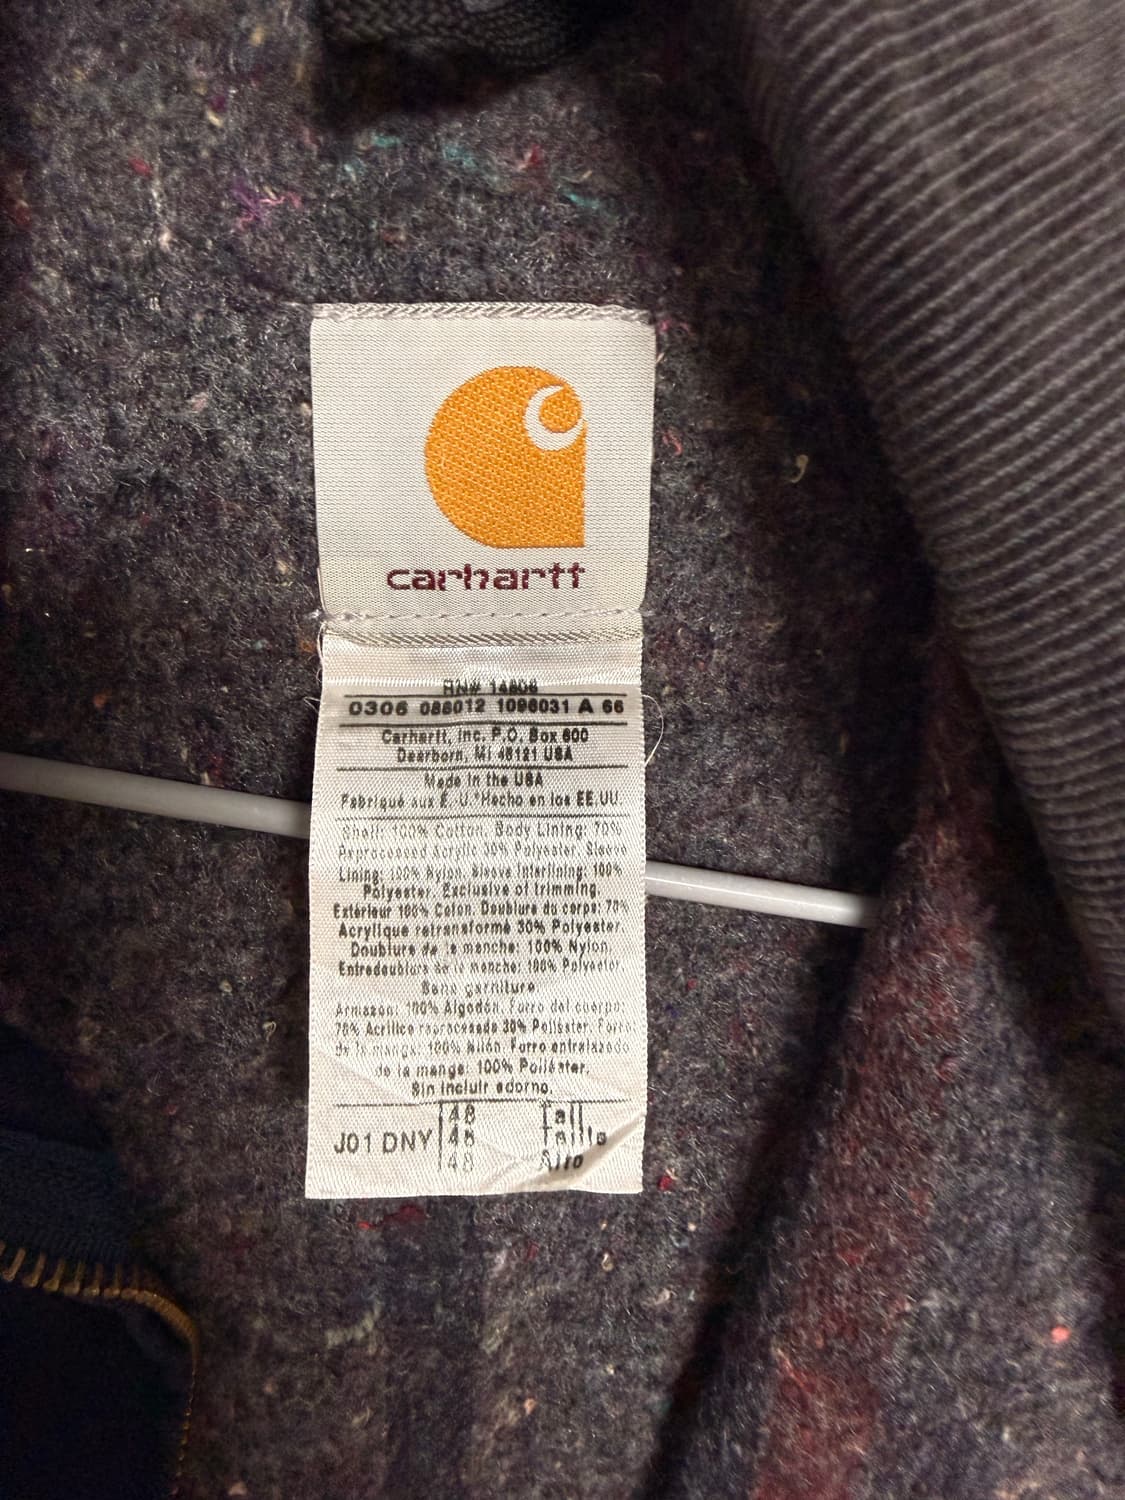 carhartt
RN# 14806
0306 086012 1096031 A 66
Carhartt, Inc. P.O. Box 600
Dearborn, MI 48121 USA
Made in the USA
Fabriqué aux É. U. *Hecho en los EE.UU.
Shell: 100% Cotton. Body Lining: 70%
Reprocessed Acrylic 30% Polyester. Sleeve
Lining: 100% Nylon. Sleeve Interlining: 100%
Polyester. Exclusive of trimming.
Extérieur 100% Coton. Doublure du corps: 70%
Acrylique retransformé 30% Polyester.
Doublure de la manche: 100% Nylon.
Entredoublure de la manche: 100% Polyester.
Sans garniture
Armazon: 100% Algodón. Forro del cuerpo:
70% Acrílico reprocesado 30% Poliéster. Forro
de la manga: 100% Nilón. Forro entrelazado
de la manga: 100% Poliéster.
Sin incluir adorno.
48 Tall
J01 DNY 48 Taille
48 Alto